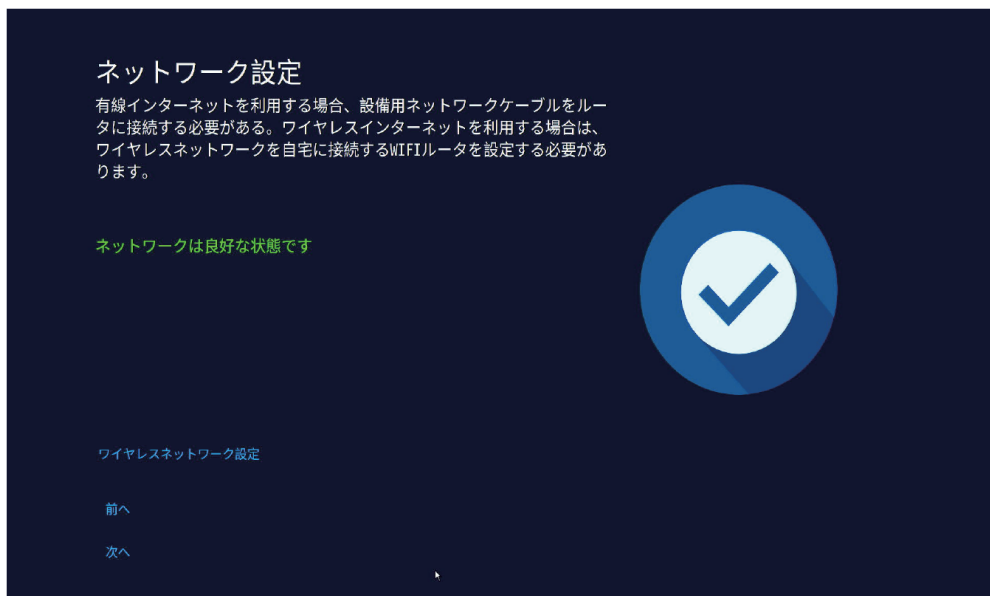 ネットワーク設定
有線インターネットを利用する場合、設備用ネットワークケーブルをルー
タに接続する必要がある。ワイヤレスインターネットを利用する場合は、
ワイヤレスネットワークを自宅に接続するWIFIルータを設定する必要があ
ります。
ネットワークは良好な状態です
ワイヤレスネットワーク設定
前へ
次へ